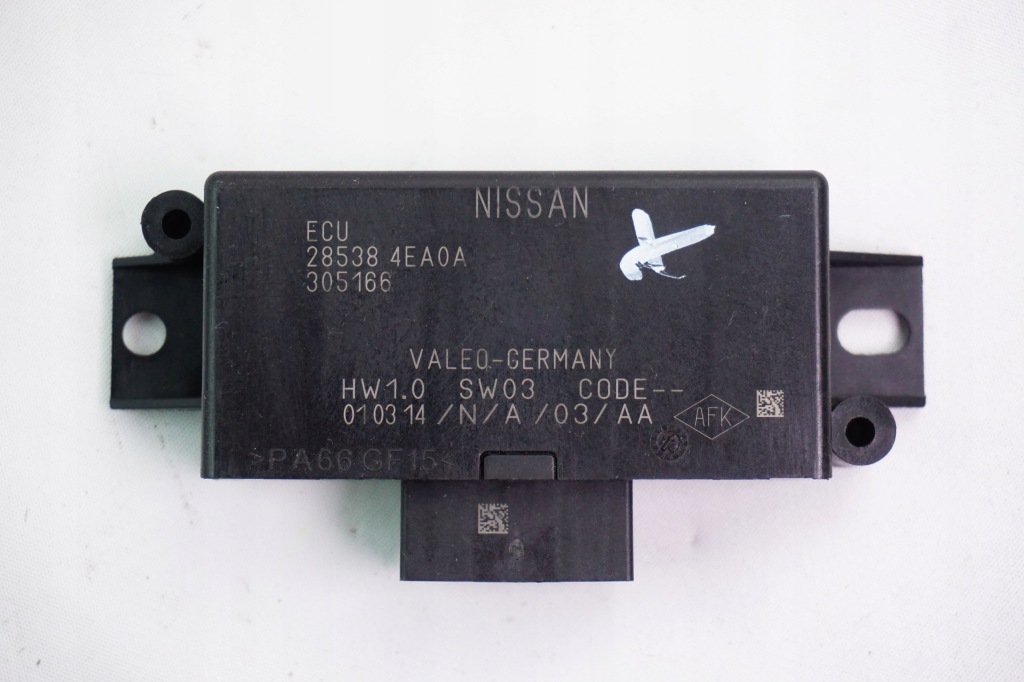 NISSAN
ECU
28538 4EA0A
305166
VALEO-GERMANY
HW1.0 SW03 CODE--
010314/N/A/03/AA
AFK
>PA66 GF15<